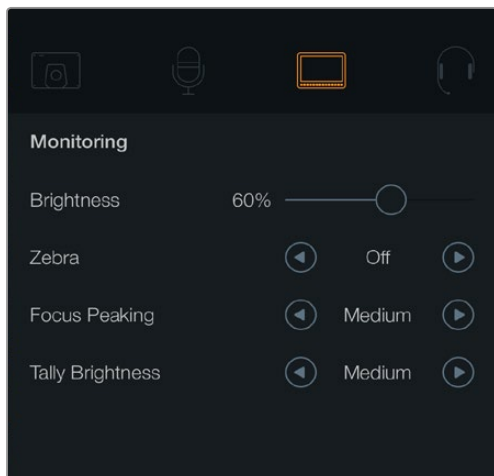 Monitoring
Brightness 60%
Zebra Off
Focus Peaking Medium
Tally Brightness Medium